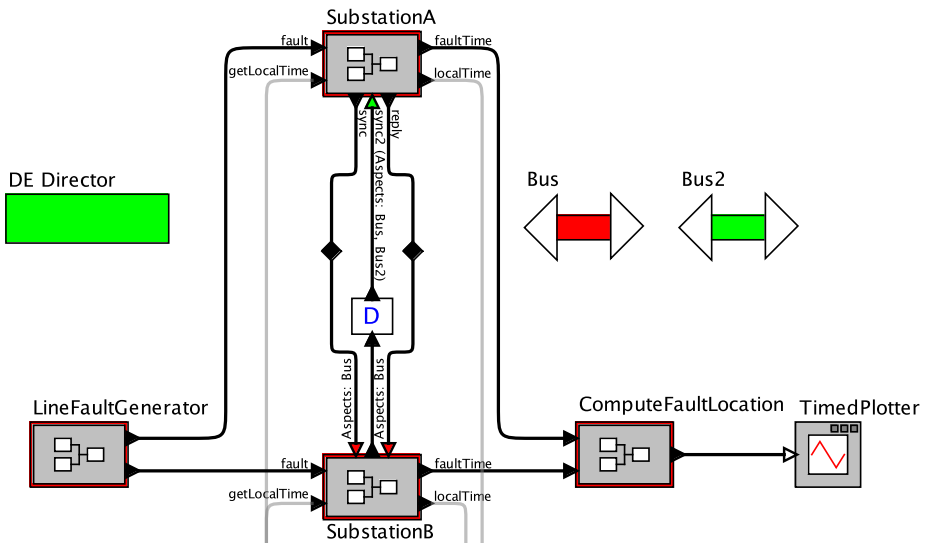 SubstationA
fault
faultTime
getLocalTime
localTime
sync
sync2 (Aspects: Bus, Bus2)
reply
DE Director
Bus
Bus2
D
Aspects: Bus
Aspects: Bus
LineFaultGenerator
ComputeFaultLocation
TimedPlotter
fault
faultTime
getLocalTime
localTime
SubstationB